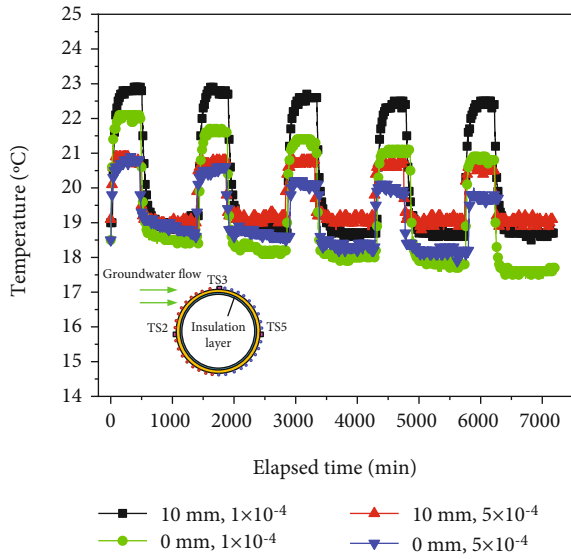 25
24
23
22
21
20
19
18
17
16
15
14
Temperature (ºC)
Groundwater flow
TS3
TS2
Insulation
layer
TS5
0 1000 2000 3000 4000 5000 6000 7000
Elapsed time (min)
10 mm, 1×10-4 10 mm, 5×10-4
0 mm, 1×10-4 0 mm, 5×10-4